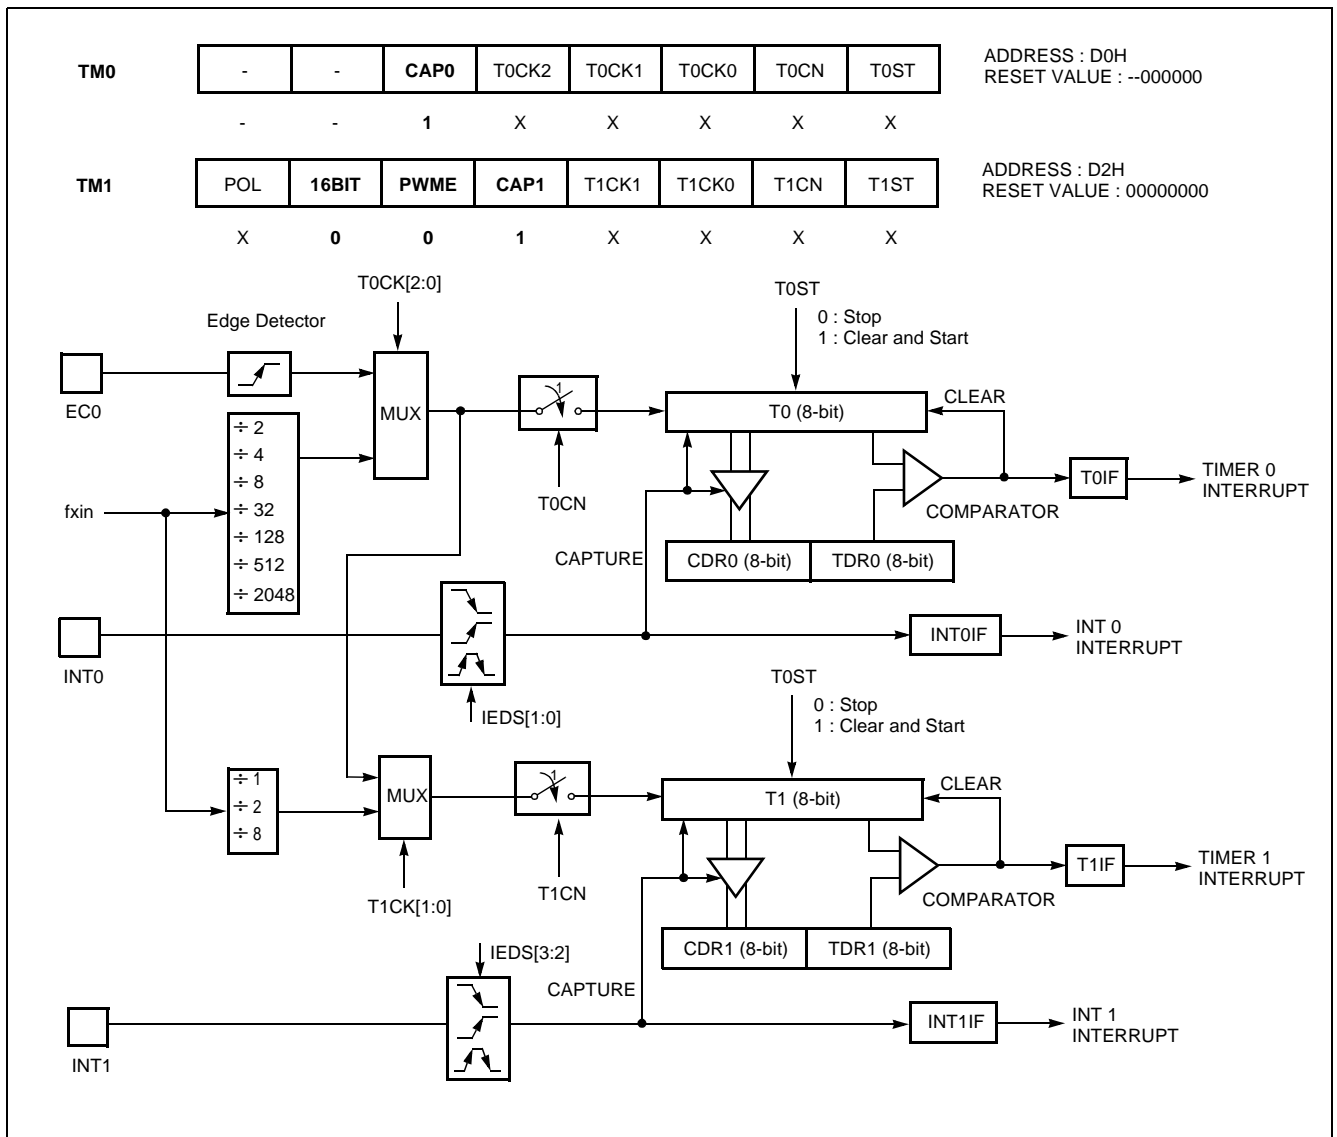 TM0 - - CAP0 T0CK2 T0CK1 T0CK0 T0CN T0ST
ADDRESS : D0H
RESET VALUE : --000000
- - 1 X X X X X
TM1 POL 16BIT PWME CAP1 T1CK1 T1CK0 T1CN T1ST
ADDRESS : D2H
RESET VALUE : 00000000
X 0 0 1 X X X X
T0CK[2:0]
T0ST
0 : Stop
1 : Clear and Start
Edge Detector
EC0
MUX
1
T0 (8-bit)
CLEAR
÷ 2
÷ 4
÷ 8
÷ 32
÷ 128
÷ 512
÷ 2048
fxin
T0CN
COMPARATOR
T0IF
TIMER 0
INTERRUPT
CAPTURE
CDR0 (8-bit)
TDR0 (8-bit)
INT0
IEDS[1:0]
INT0IF
INT 0
INTERRUPT
T0ST
0 : Stop
1 : Clear and Start
÷ 1
÷ 2
÷ 8
MUX
1
T1 (8-bit)
CLEAR
T1CK[1:0]
T1CN
COMPARATOR
T1IF
TIMER 1
INTERRUPT
CDR1 (8-bit)
TDR1 (8-bit)
IEDS[3:2]
CAPTURE
INT1
INT1IF
INT 1
INTERRUPT